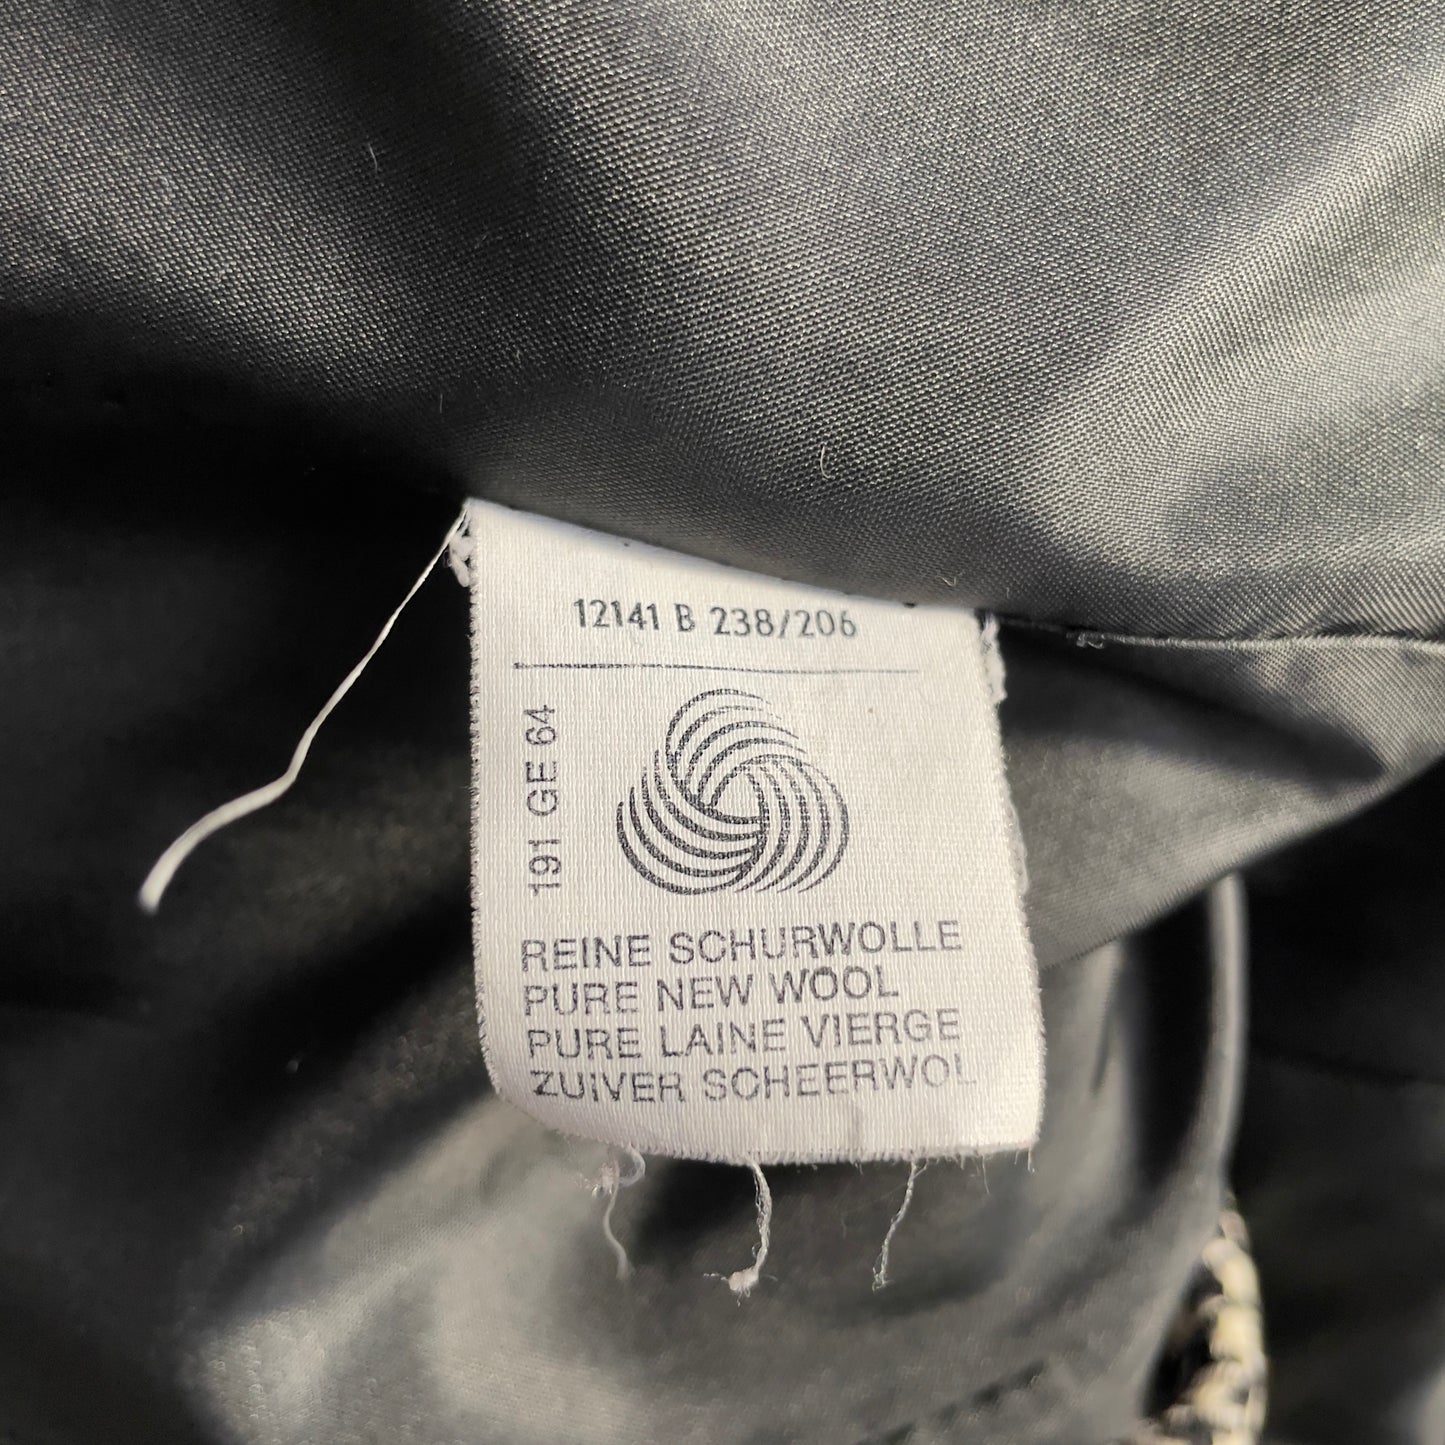 12141 B 238/206
191 GE 64
REINE SCHURWOLLE
PURE NEW WOOL
PURE LAINE VIERGE
ZUIVER SCHEERWOL